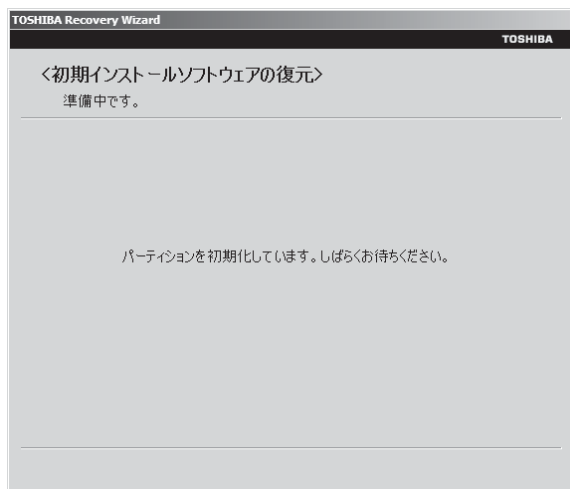 TOSHIBA Recovery Wizard
TOSHIBA
<初期インストールソフトウェアの復元>
準備中です。
パーティションを初期化しています。しばらくお待ちください。